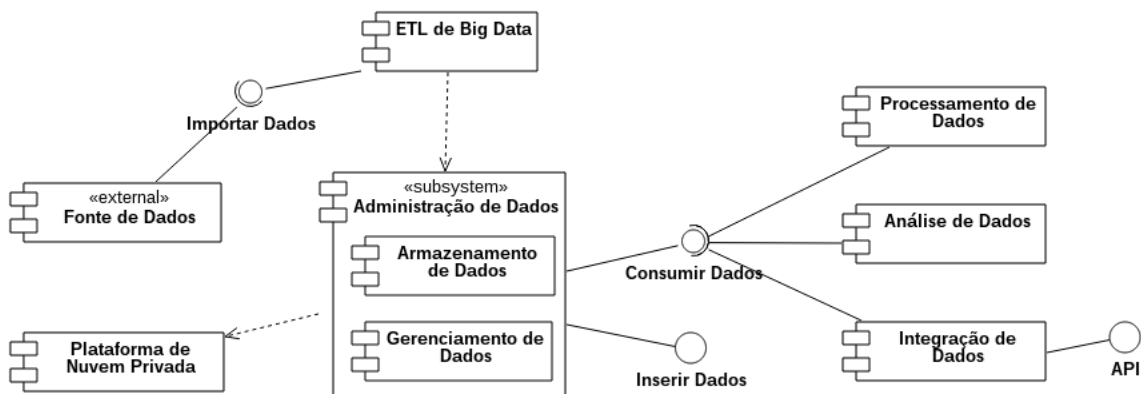 ETL de Big Data
Importar Dados
«external»
Fonte de Dados
Plataforma de
Nuvem Privada
«subsystem»
Administração de Dados
Armazenamento
de Dados
Gerenciamento de
Dados
Consumir Dados
Inserir Dados
Processamento de
Dados
Análise de Dados
Integração de
Dados
API